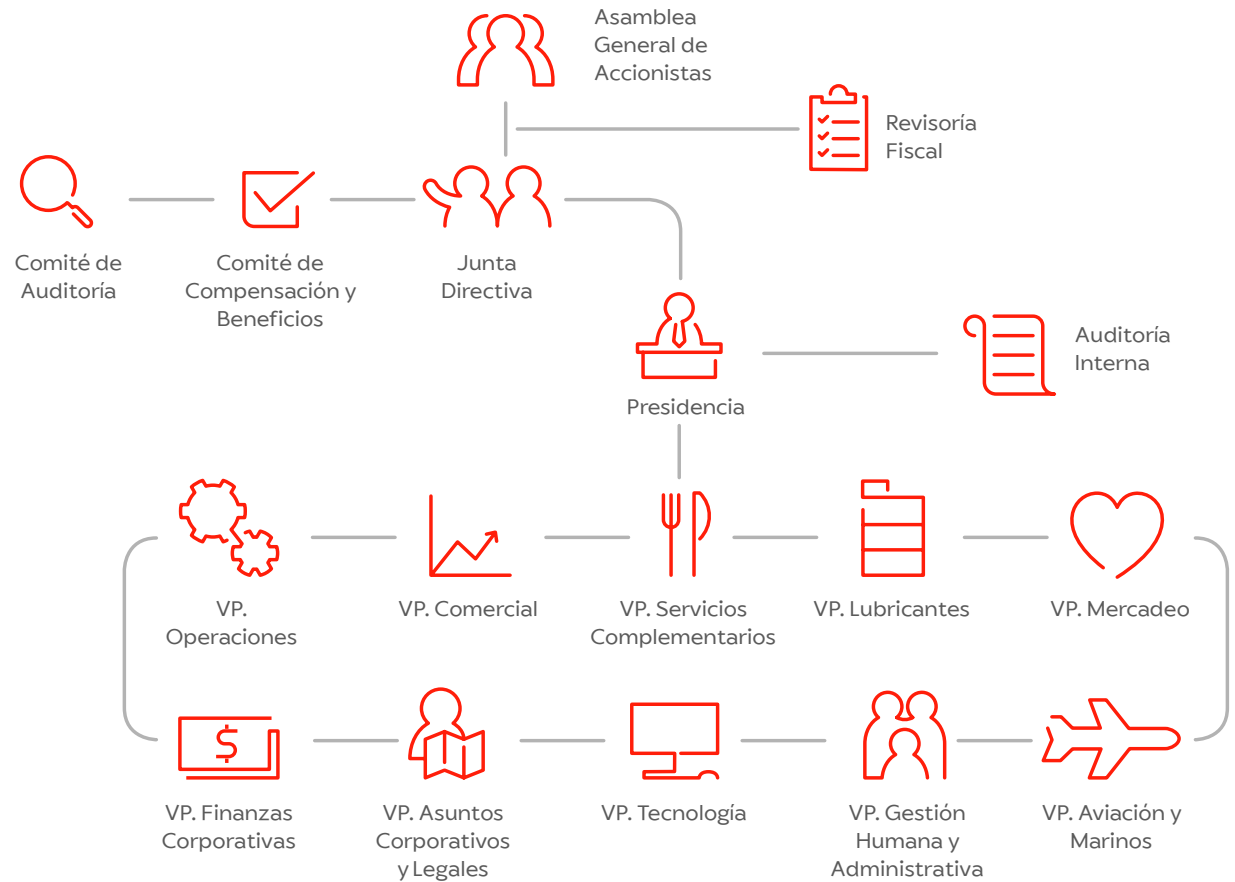 Asamblea
General de
Accionistas
Revisoría
Fiscal
Comité de
Auditoría
Comité de
Compensación y
Beneficios
Junta
Directiva
Auditoría
Interna
Presidencia
VP.
Operaciones
VP. Comercial
VP. Servicios
Complementarios
VP. Lubricantes
VP. Mercadeo
$
VP. Finanzas
Corporativas
VP. Asuntos
Corporativos
y Legales
VP. Tecnología
VP. Gestión
Humana y
Administrativa
VP. Aviación y
Marinos